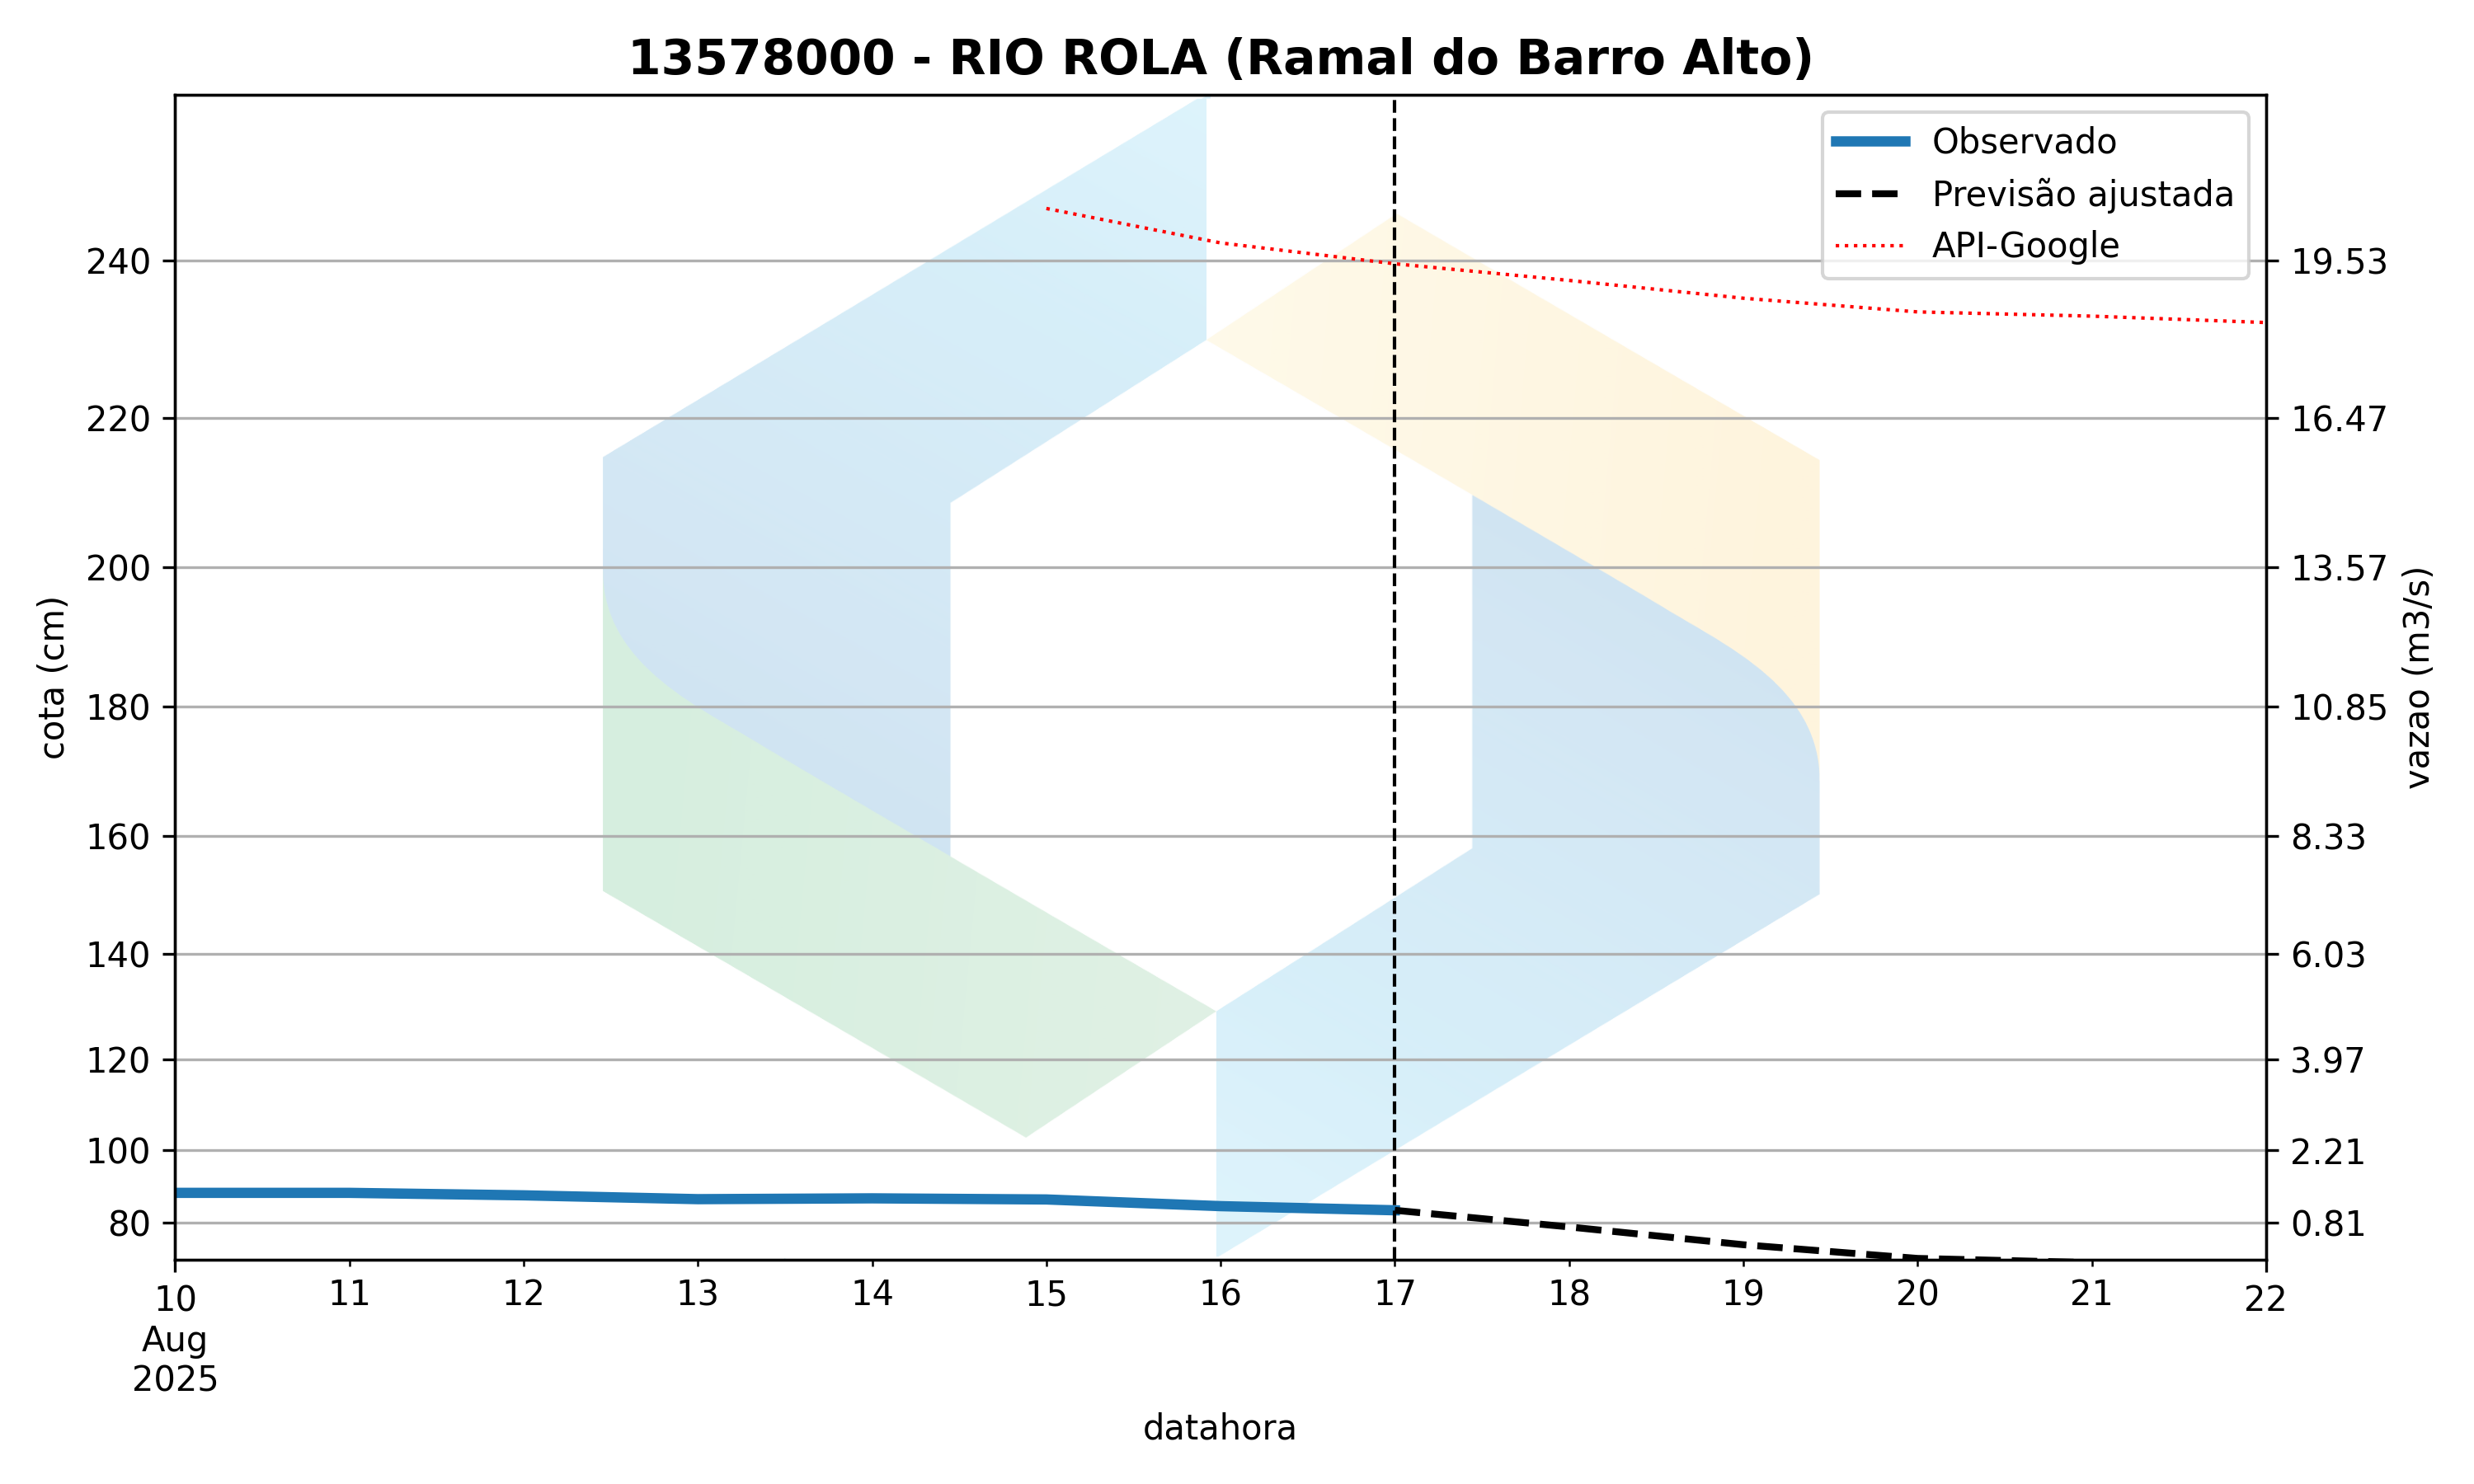 13578000 - RIO ROLA (Ramal do Barro Alto)
Observado
Previsão ajustada
API-Google
240
220
200
180
160
140
120
100
80
cota (cm)
19.53
16.47
13.57
10.85
8.33
6.03
3.97
2.21
0.81
vazao (m3/s)
10 11 12 13 14 15 16 17 18 19 20 21 22
Aug
2025
datahora